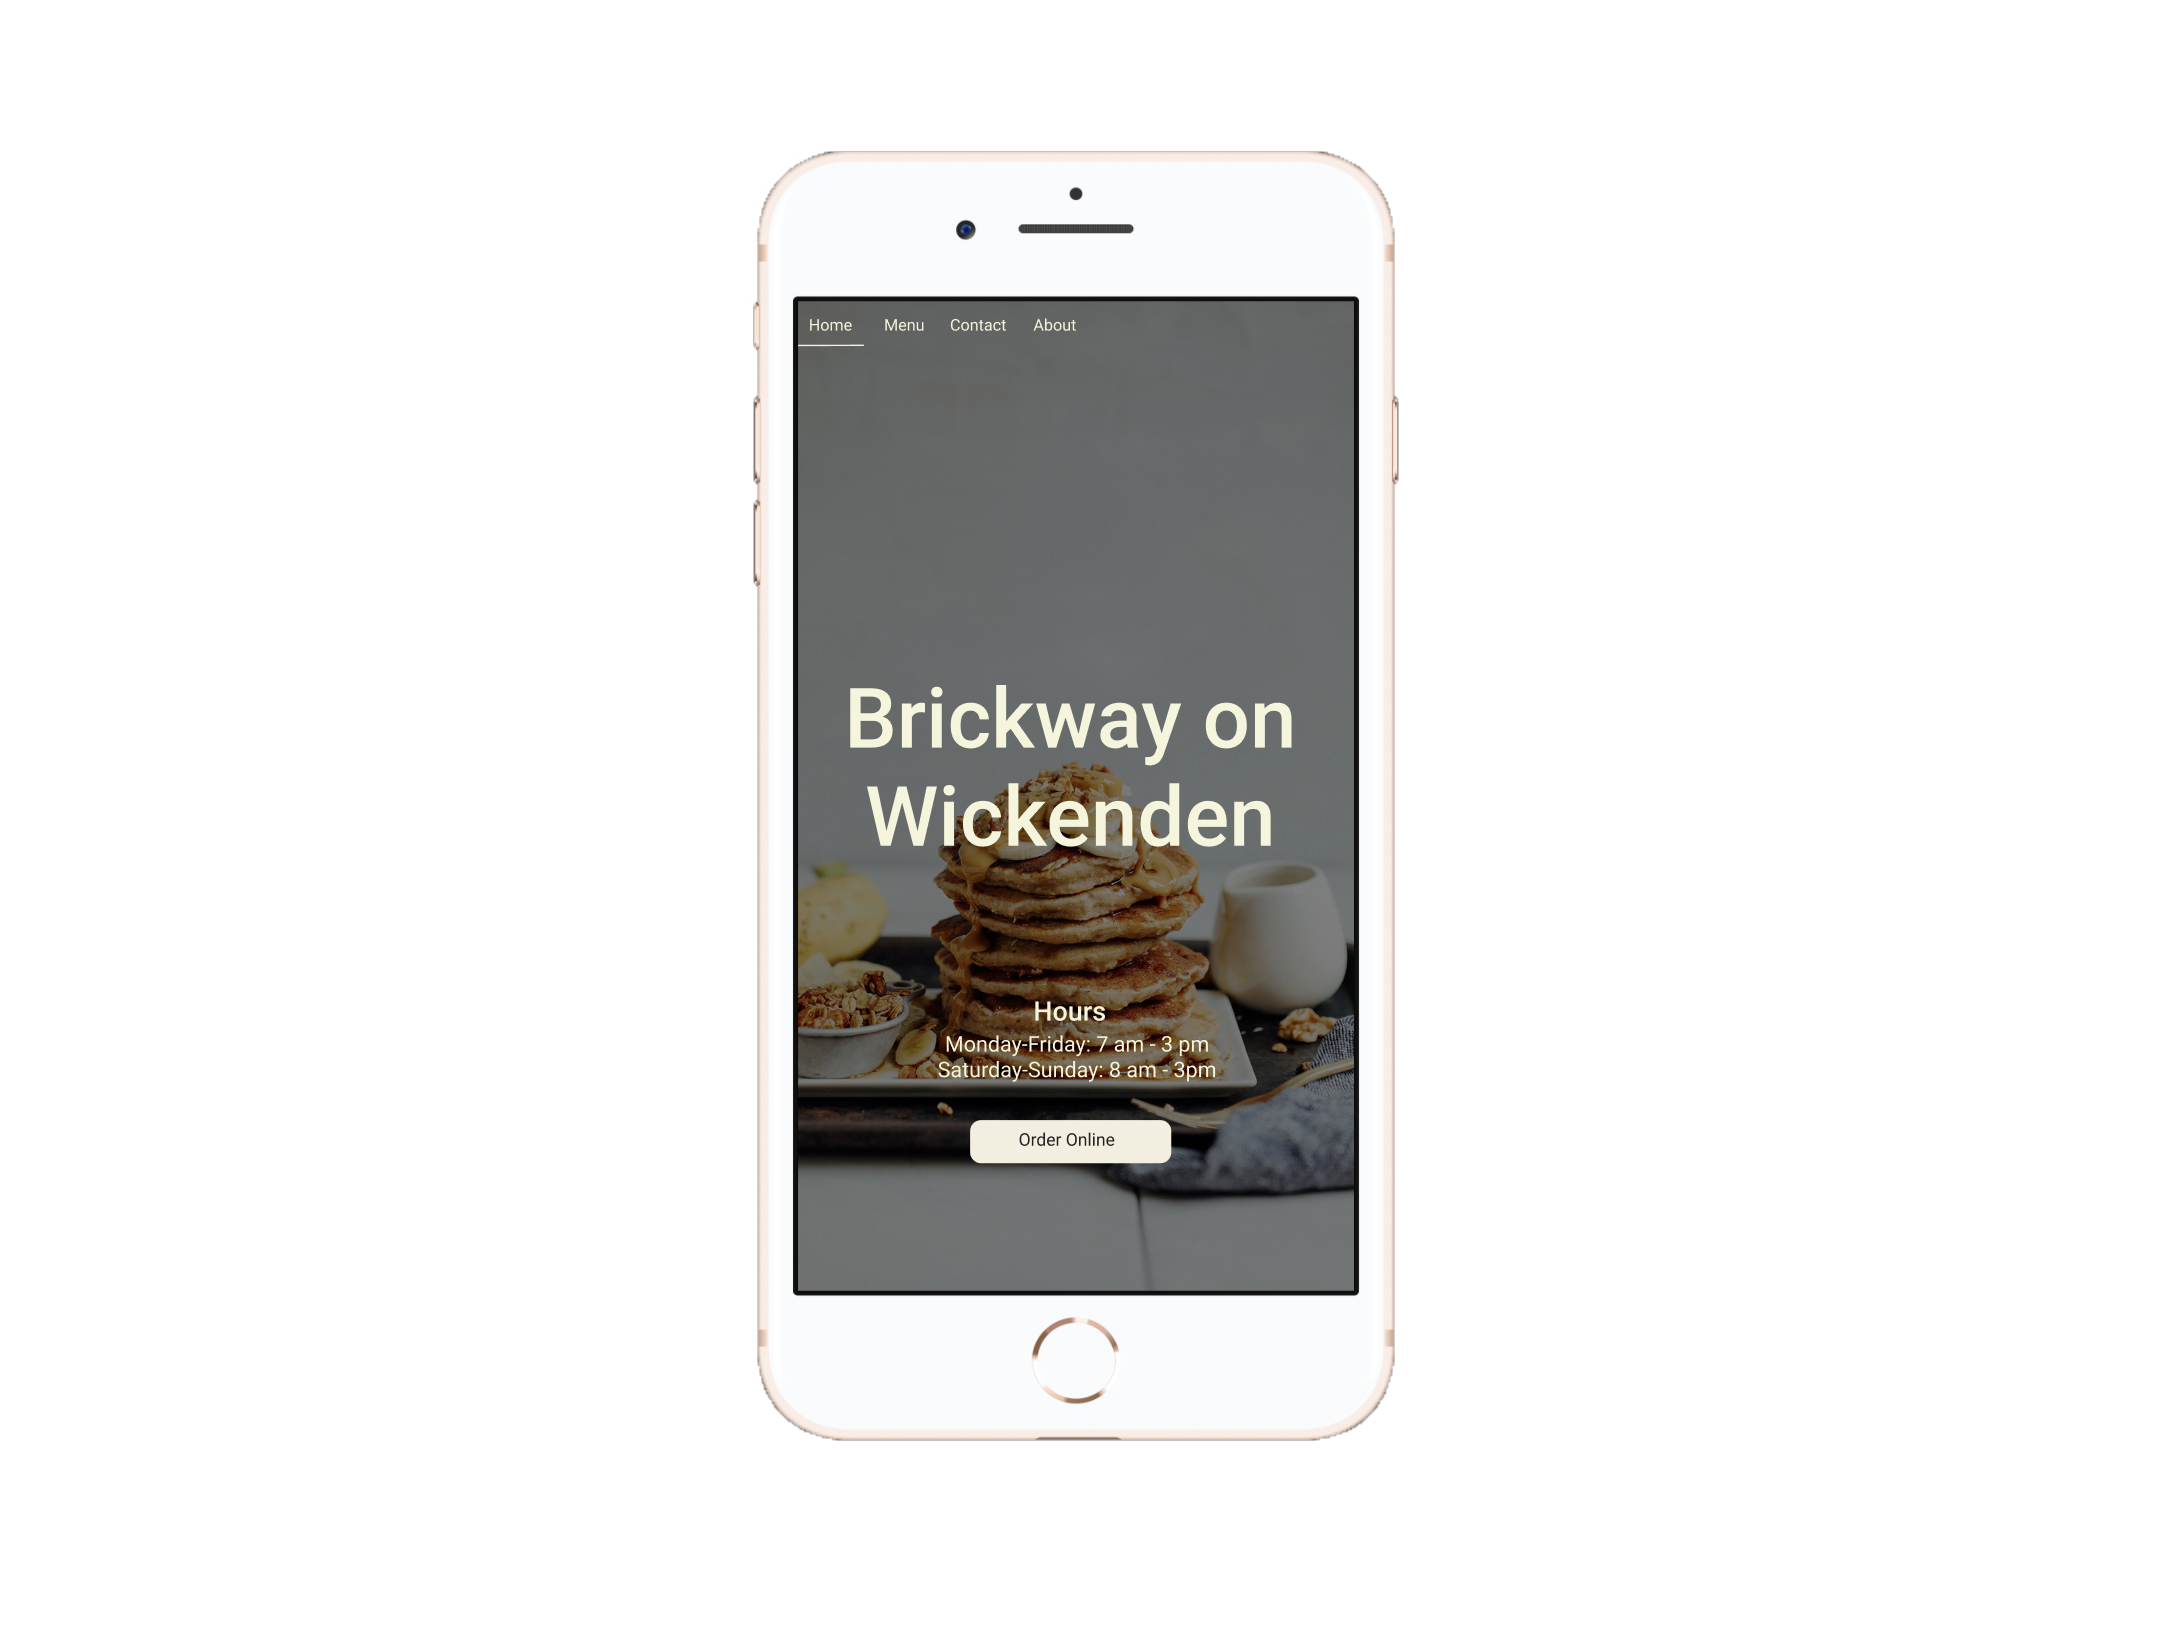 Home Menu Contact About
Brickway on
Wickenden
Hours
Monday-Friday: 7 am - 3 pm
Saturday-Sunday: 8 am - 3pm
Order Online